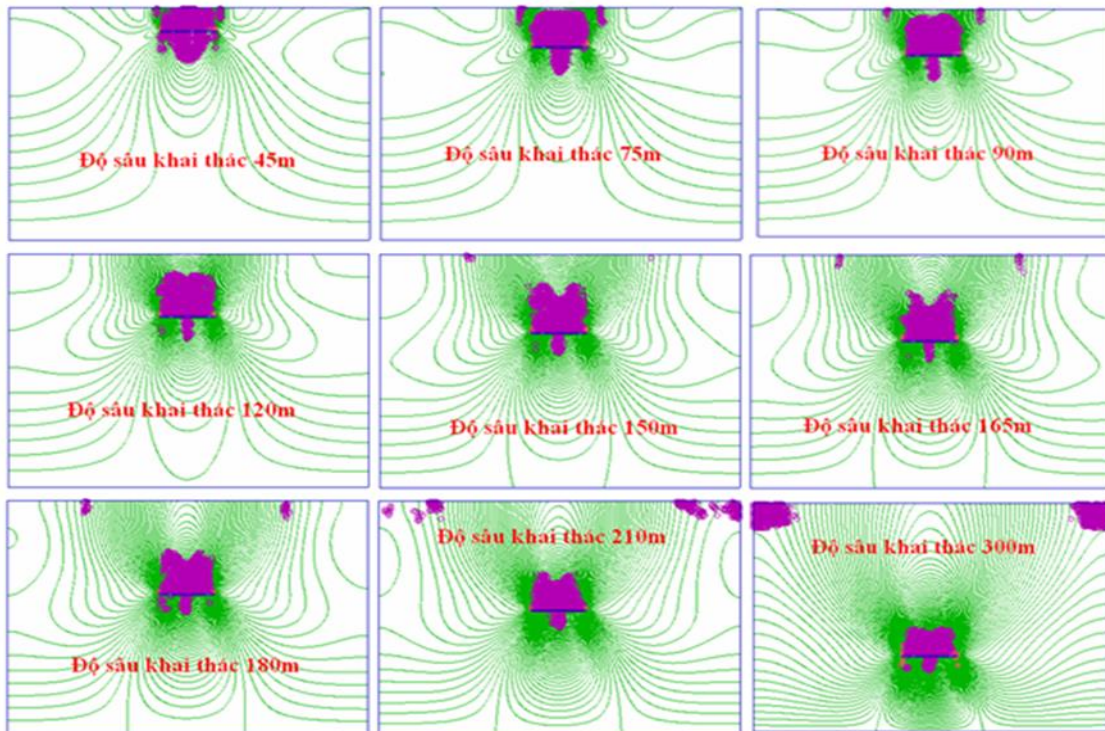 Độ sâu khai thác 45m
Độ sâu khai thác 75m
Độ sâu khai thác 90m
Độ sâu khai thác 120m
Độ sâu khai thác 150m
Độ sâu khai thác 165m
Độ sâu khai thác 180m
Độ sâu khai thác 210m
Độ sâu khai thác 300m